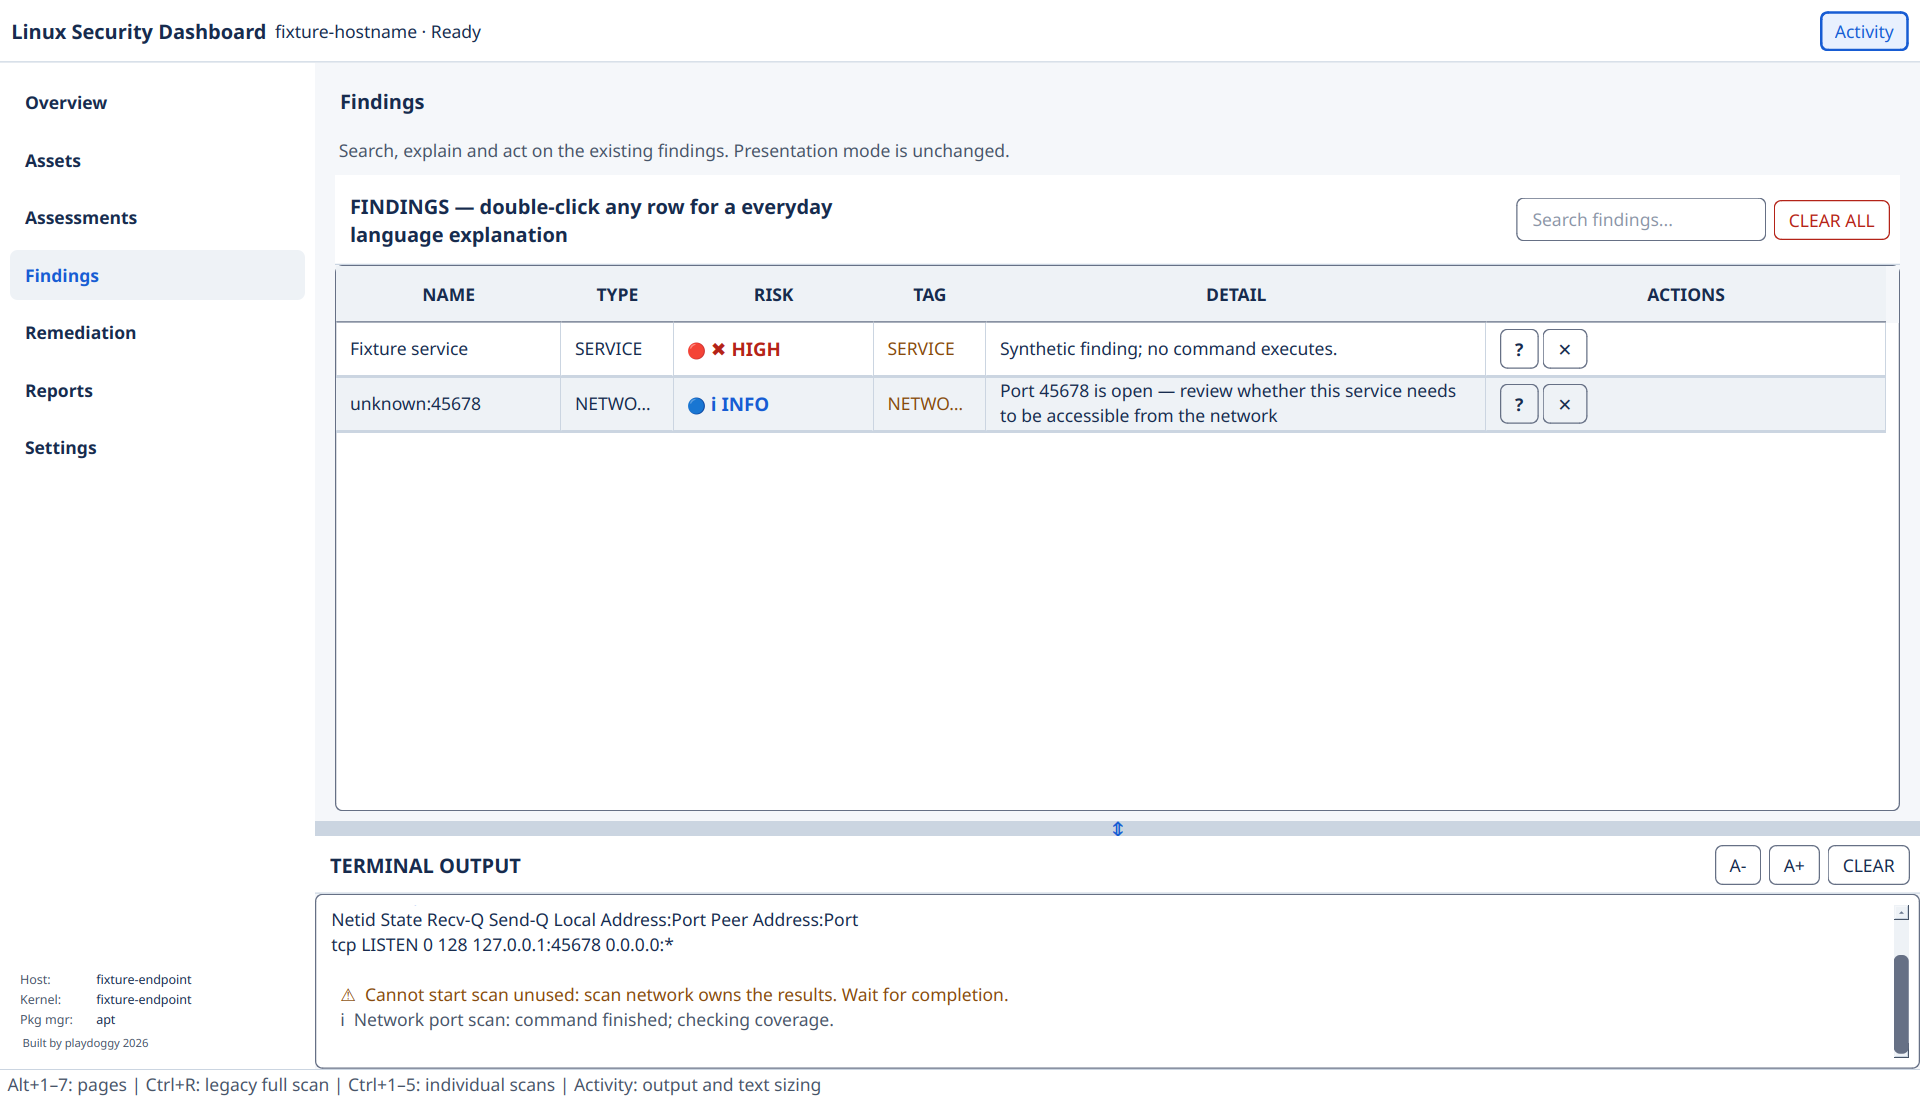 Linux Security Dashboard fixture-hostname · Ready
Activity
Overview
Assets
Assessments
Findings
Remediation
Reports
Settings
Findings
Search, explain and act on the existing findings. Presentation mode is unchanged.
FINDINGS — double-click any row for a everyday
language explanation
Search findings...
CLEAR ALL
NAME TYPE RISK TAG DETAIL ACTIONS
Fixture service SERVICE 🔴 ✖ HIGH SERVICE Synthetic finding; no command executes. ? ✕
unknown:45678 NETWO... 🔵 i INFO NETWO... Port 45678 is open — review whether this service needs
to be accessible from the network ? ✕
⇕
TERMINAL OUTPUT
A- A+ CLEAR
Netid State Recv-Q Send-Q Local Address:Port Peer Address:Port
tcp LISTEN 0 128 127.0.0.1:45678 0.0.0.0:*
⚠ Cannot start scan unused: scan network owns the results. Wait for completion.
i Network port scan: command finished; checking coverage.
Host: fixture-endpoint
Kernel: fixture-endpoint
Pkg mgr: apt
Built by playdoggy 2026
Alt+1–7: pages | Ctrl+R: legacy full scan | Ctrl+1–5: individual scans | Activity: output and text sizing